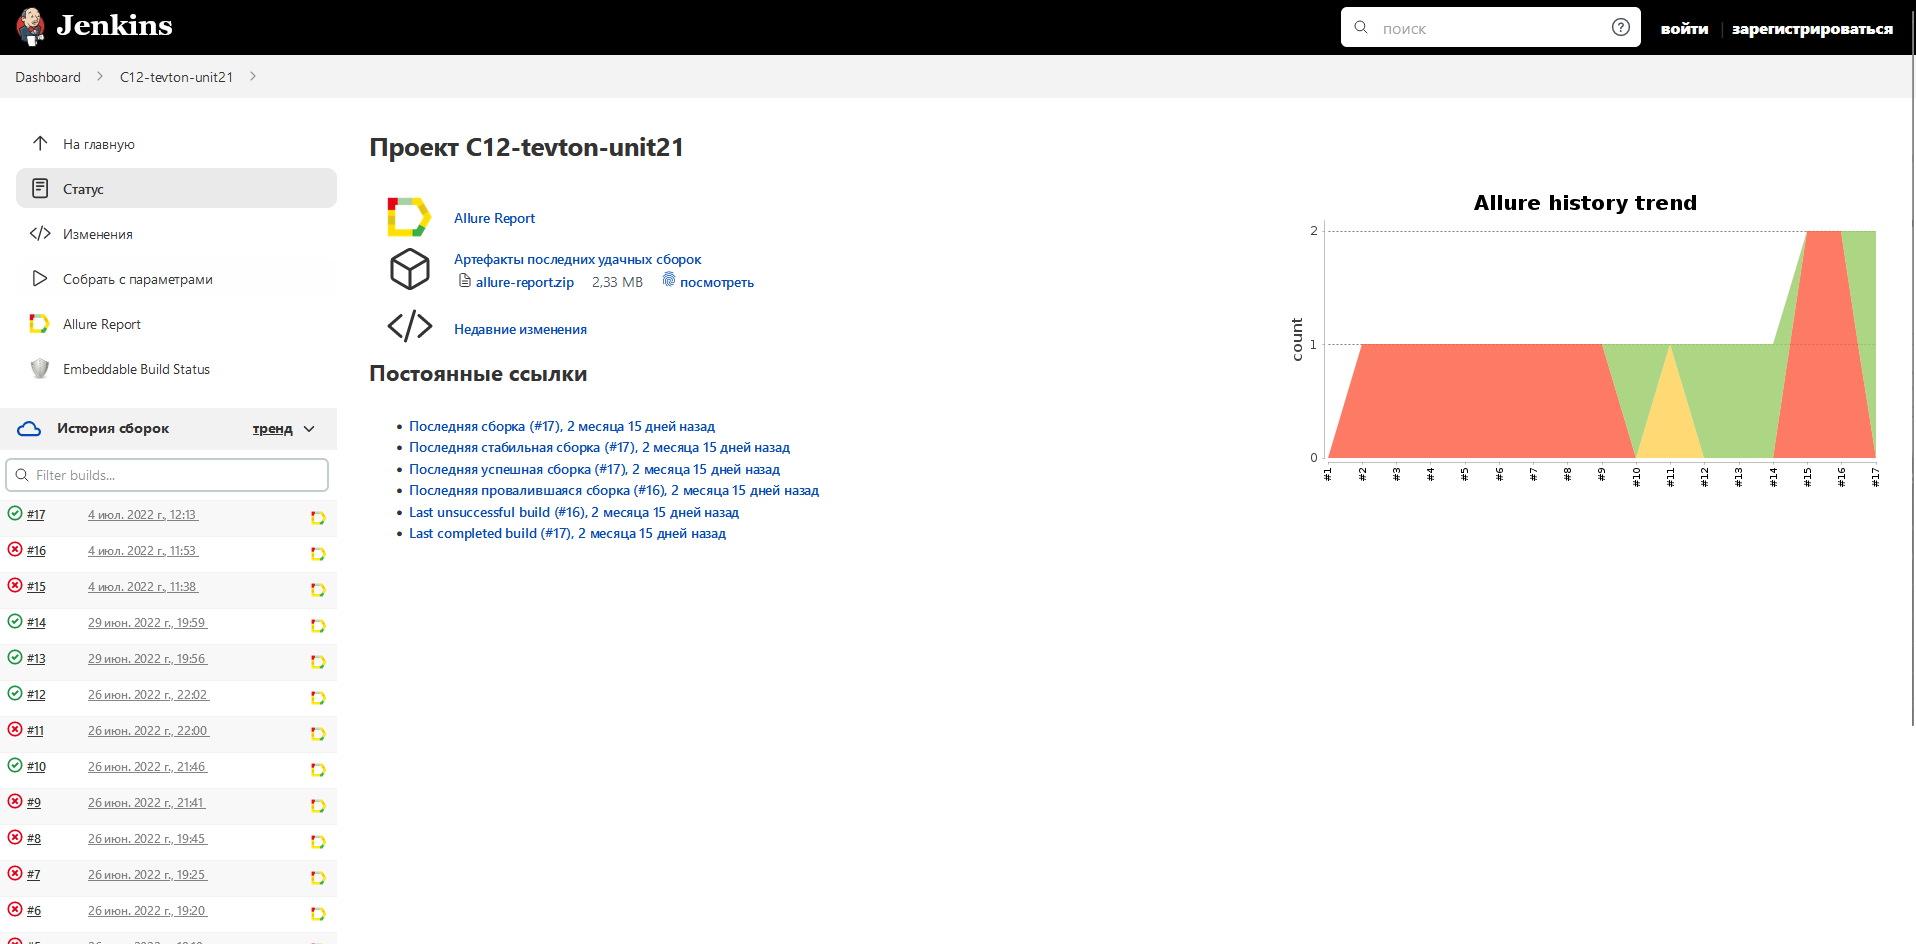 Jenkins
поиск
войти
зарегистрироваться
Dashboard
C12-tevton-unit21
На главную
Статус
Изменения
Собрать с параметрами
Allure Report
Embeddable Build Status
История сборок
тренд
Filter builds...
#17 4 июл. 2022 г., 12:13
#16 4 июл. 2022 г., 11:53
#15 4 июл. 2022 г., 11:38
#14 29 июн. 2022 г., 19:59
#13 29 июн. 2022 г., 19:56
#12 26 июн. 2022 г., 22:02
#11 26 июн. 2022 г., 22:00
#10 26 июн. 2022 г., 21:46
#9 26 июн. 2022 г., 21:41
#8 26 июн. 2022 г., 19:45
#7 26 июн. 2022 г., 19:25
#6 26 июн. 2022 г., 19:20
Проект C12-tevton-unit21
Allure Report
Артефакты последних удачных сборок
allure-report.zip 2,33 MB посмотреть
Недавние изменения
Постоянные ссылки
Последняя сборка (#17), 2 месяца 15 дней назад
Последняя стабильная сборка (#17), 2 месяца 15 дней назад
Последняя успешная сборка (#17), 2 месяца 15 дней назад
Последняя провалившаяся сборка (#16), 2 месяца 15 дней назад
Last unsuccessful build (#16), 2 месяца 15 дней назад
Last completed build (#17), 2 месяца 15 дней назад
Allure history trend
count
2
1
0
#1 #2 #3 #4 #5 #6 #7 #8 #9 #10 #11 #12 #13 #14 #15 #16 #17